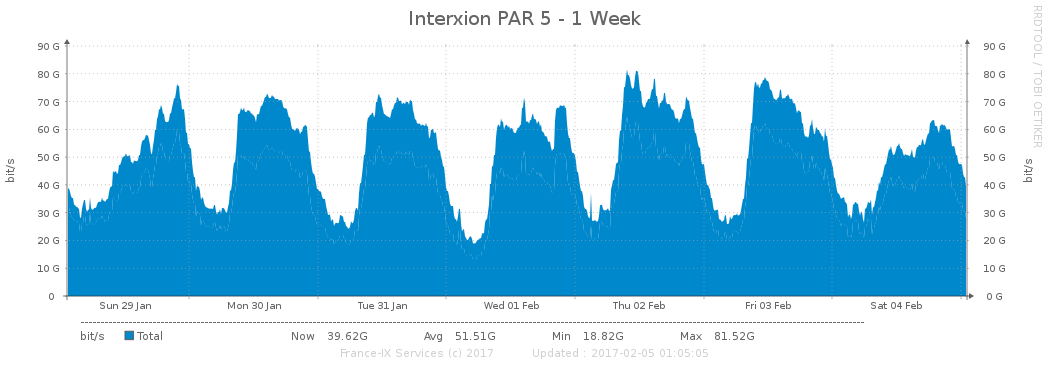 Interxion PAR 5 - 1 Week
RRDTOOL / TOBI OETIKER
90 G 90 G
80 G 80 G
70 G 70 G
60 G 60 G
50 G 50 G
40 G 40 G
30 G 30 G
20 G 20 G
10 G 10 G
0 0 G
bit/s
bit/s
Sun 29 Jan Mon 30 Jan Tue 31 Jan Wed 01 Feb Thu 02 Feb Fri 03 Feb Sat 04 Feb
bit/s Total Now 39.62G Avg 51.51G Min 18.82G Max 81.52G
France-IX Services (c) 2017 Updated : 2017-02-05 01:05:05